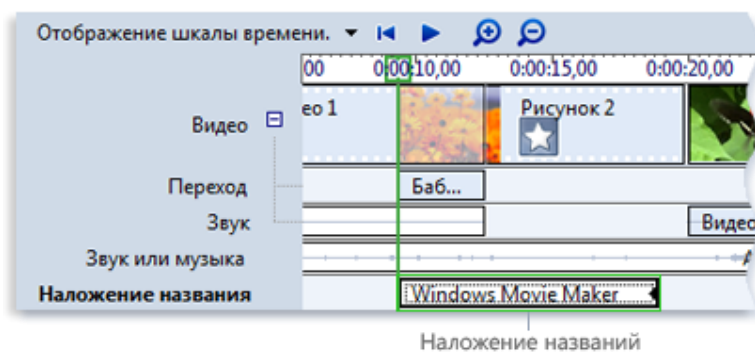 Отображение шкалы времени.
00 0:00:10,00 0:00:15,00 0:00:20,00
Видео ео 1 Рисунок 2
Переход Баб...
Звук Видео
Звук или музыка
Наложение названия Windows Movie Maker
Наложение названий